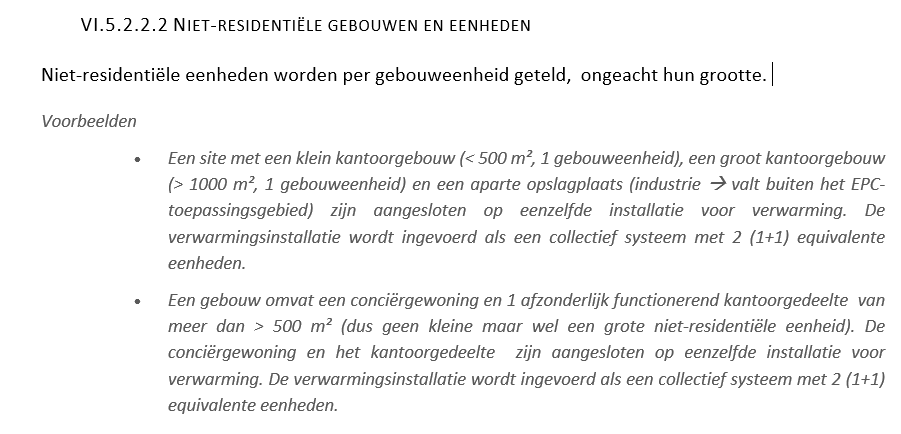 VI.5.2.2.2 NIET-RESIDENTIËLE GEBOUWEN EN EENHEDEN
Niet-residentiële eenheden worden per gebouweenheid geteld, ongeacht hun grootte.
Voorbeelden
• Een site met een klein kantoorgebouw (< 500 m², 1 gebouweenheid), een groot kantoorgebouw
(> 1000 m², 1 gebouweenheid) en een aparte opslagplaats (industrie → valt buiten het EPC-
toepassingsgebied) zijn aangesloten op eenzelfde installatie voor verwarming. De
verwarmingsinstallatie wordt ingevoerd als een collectief systeem met 2 (1+1) equivalente
eenheden.
• Een gebouw omvat een conciërgewoning en 1 afzonderlijk functionerend kantoorgedeelte van
meer dan > 500 m² (dus geen kleine maar wel een grote niet-residentiële eenheid). De
conciërgewoning en het kantoorgedeelte zijn aangesloten op eenzelfde installatie voor
verwarming. De verwarmingsinstallatie wordt ingevoerd als een collectief systeem met 2 (1+1)
equivalente eenheden.